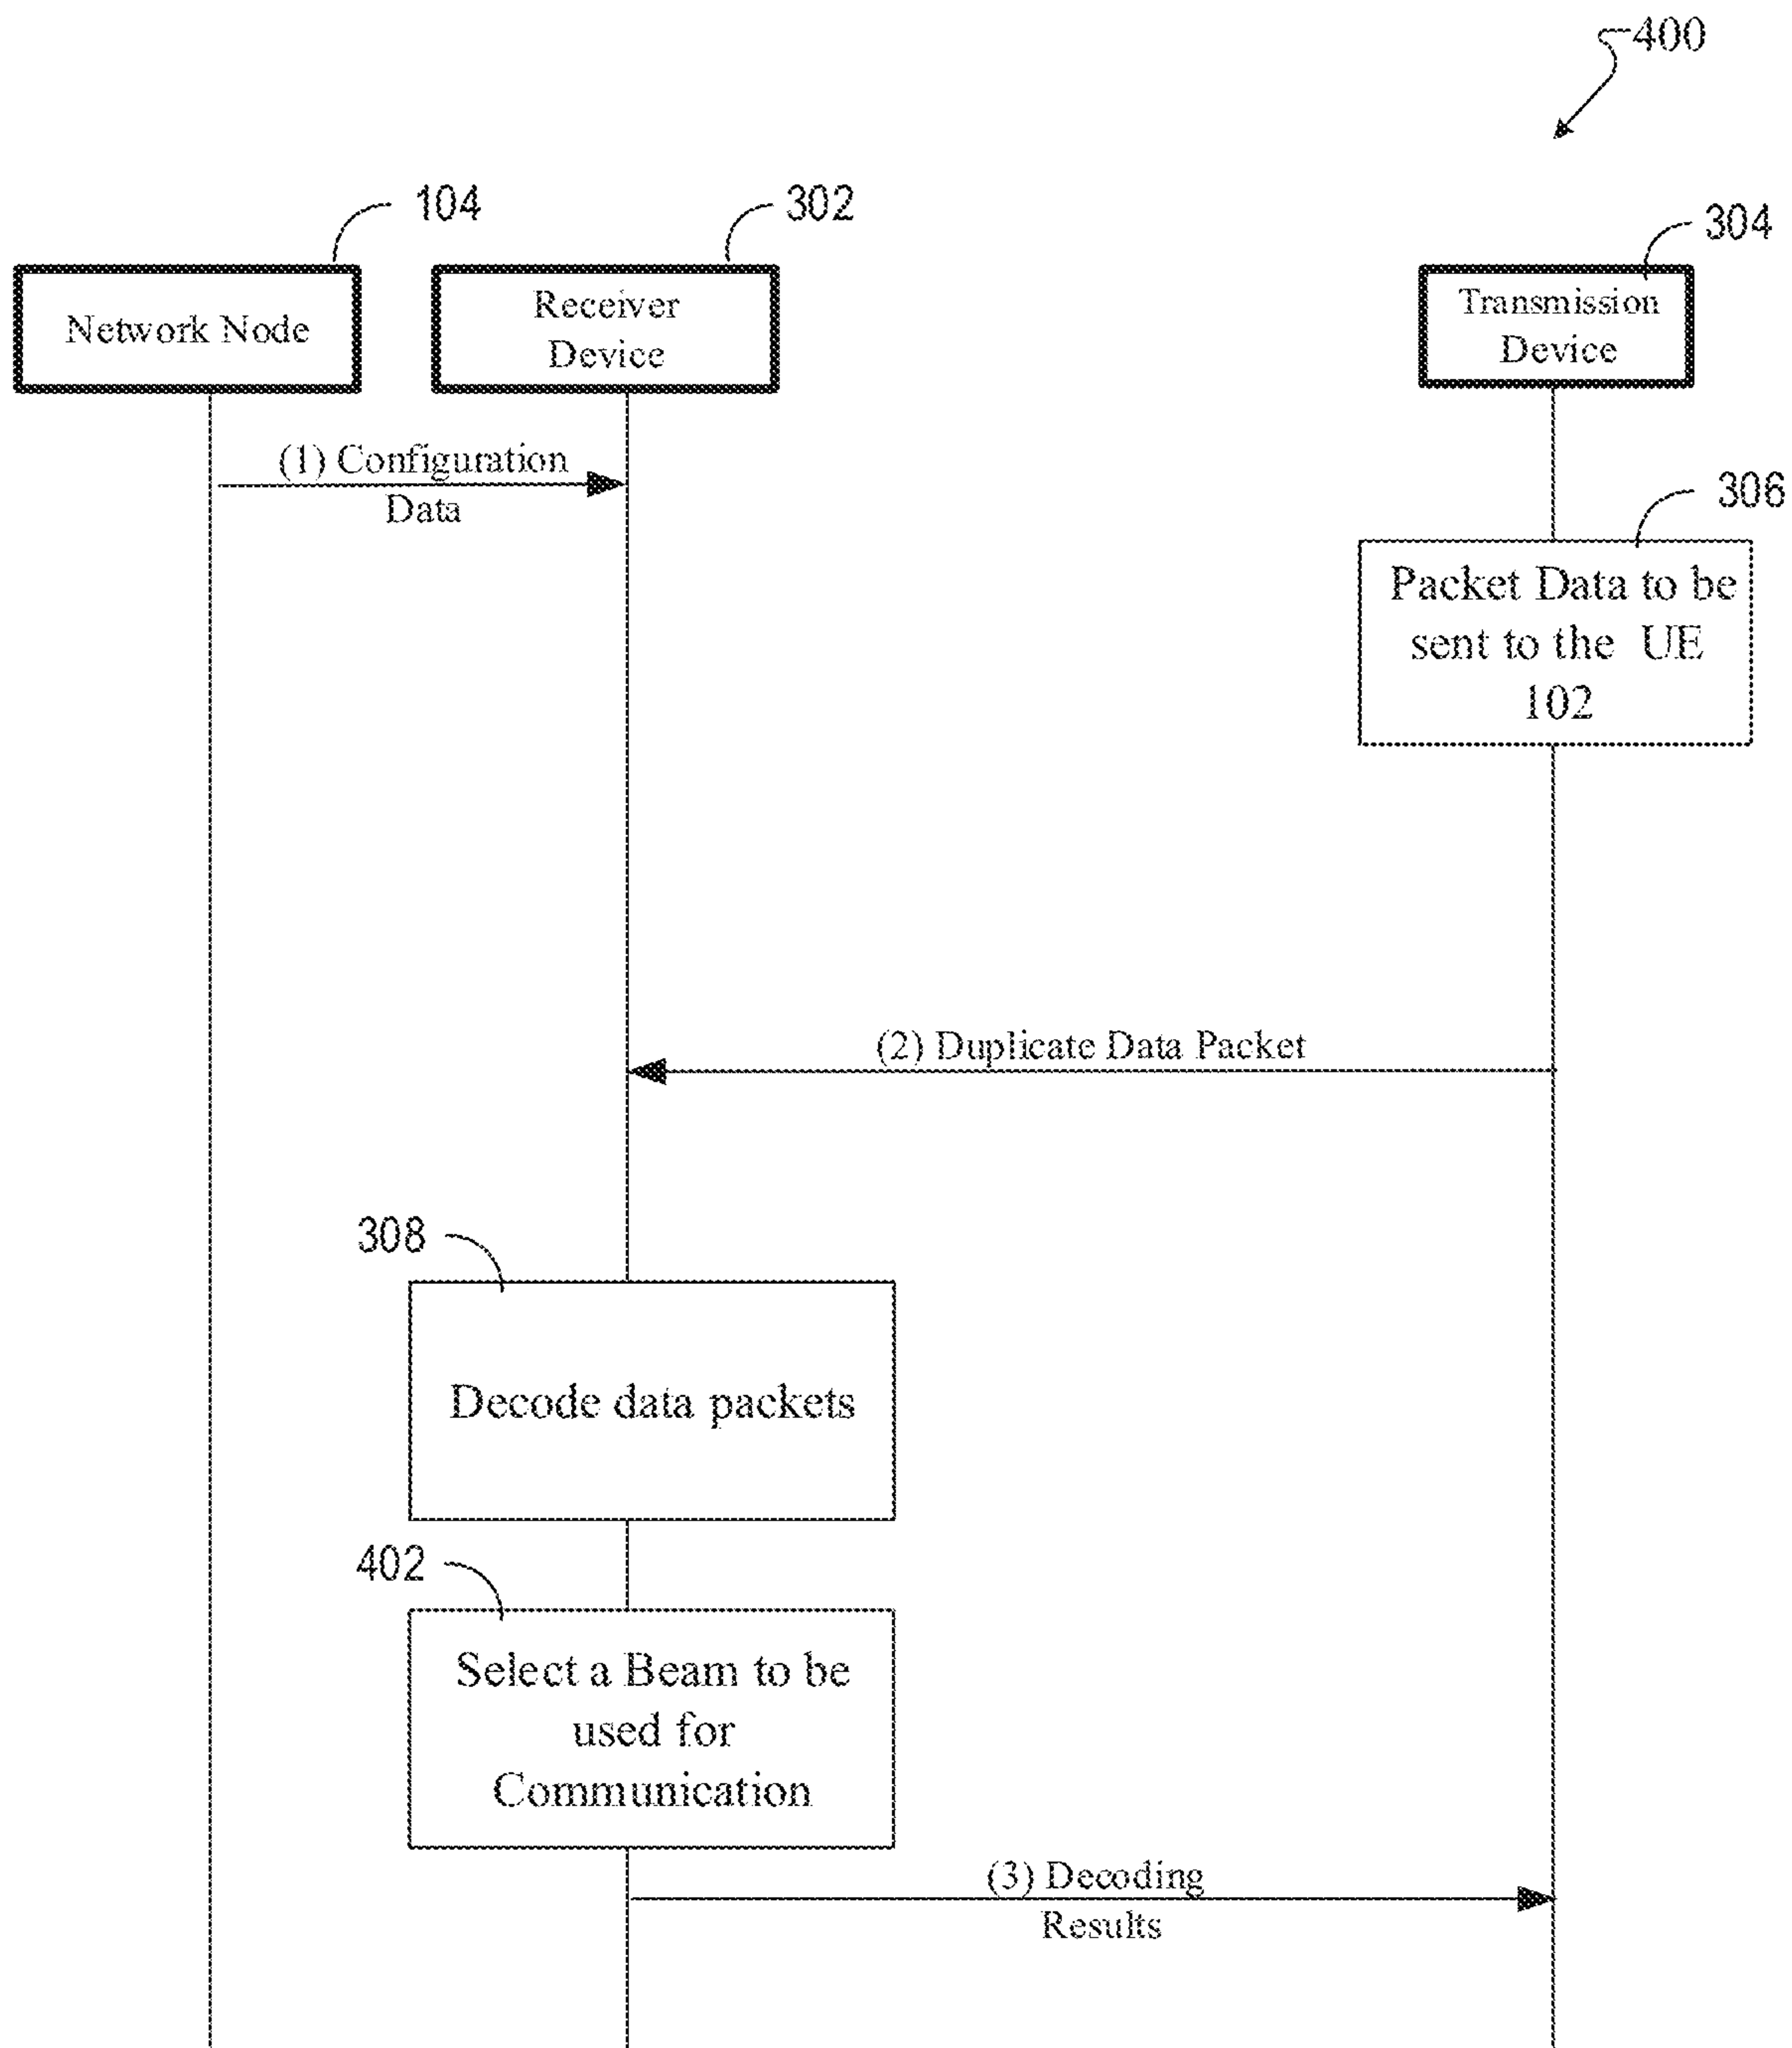 400
104
302
304
Network Node
Receiver
Device
Transmission
Device
(1) Configuration
Data
306
Packet Data to be
sent to the UE
102
(2) Duplicate Data Packet
308
Decode data packets
402
Select a Beam to be
used for
Communication
(3) Decoding
Results